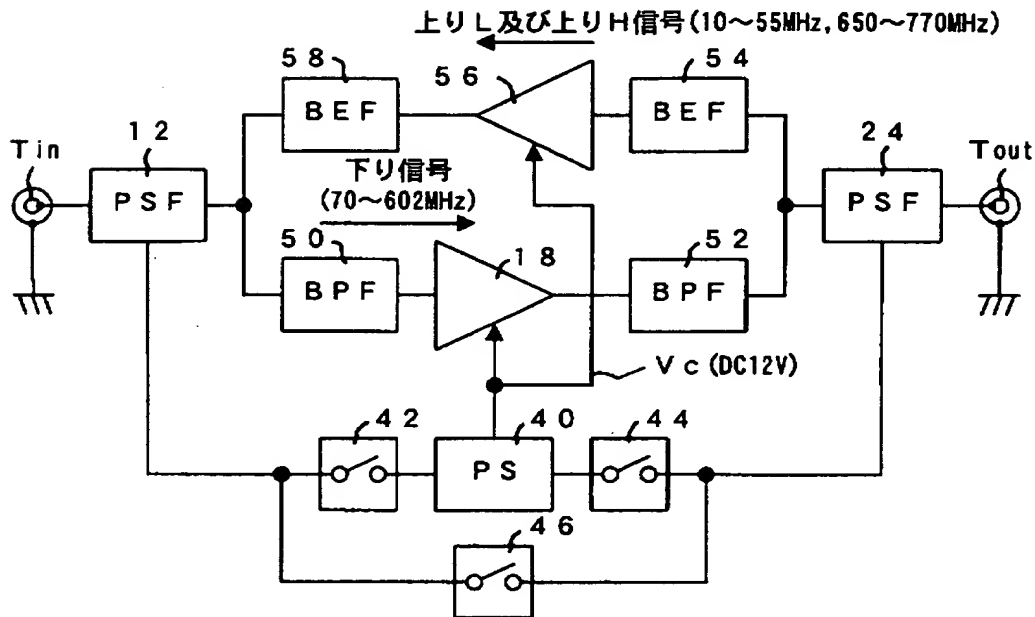 上りL及び上りH信号(10～55MHz,650～770MHz)
58
56
54
BEF
BEF
12
24
Tin
Tout
下り信号
(70～602MHz)
PSF
PSF
50
18
52
BPF
BPF
Vc(DC12V)
42
40
44
PS
46